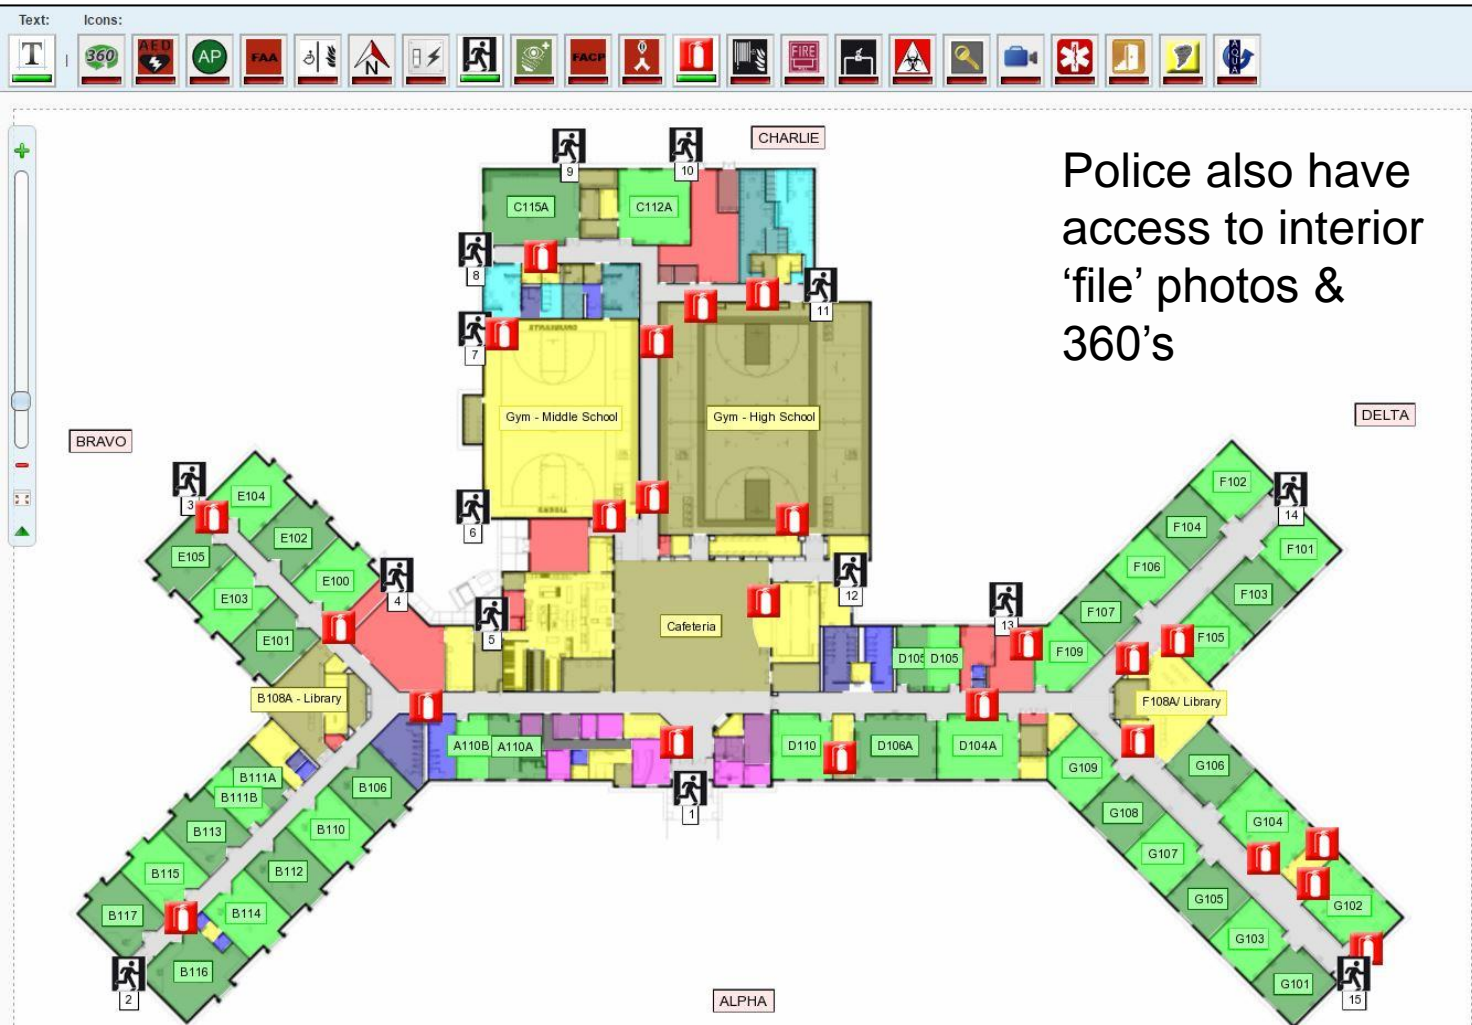 Text:
Icons:
T
360
AED
AP
FAA
N
FACP
FIRE
AQUA
CHARLIE
Police also have
access to interior
‘file’ photos &
360’s
9
10
C115A
C112A
8
11
7
Gym - Middle School
Gym - High School
DELTA
BRAVO
3
E104
6
TIGERS
F102
14
E102
F104
F101
E105
E100
4
F106
12
E103
F103
5
Cafeteria
F107
13
E101
F105
D105
D105
F109
B108A - Library
F108A/ Library
A110B
A110A
D110
D106A
D104A
B111A
B111B
B106
G109
G106
B113
B110
1
G108
G104
B115
B112
G107
B117
B114
G105
G102
G103
B116
2
G101
15
ALPHA